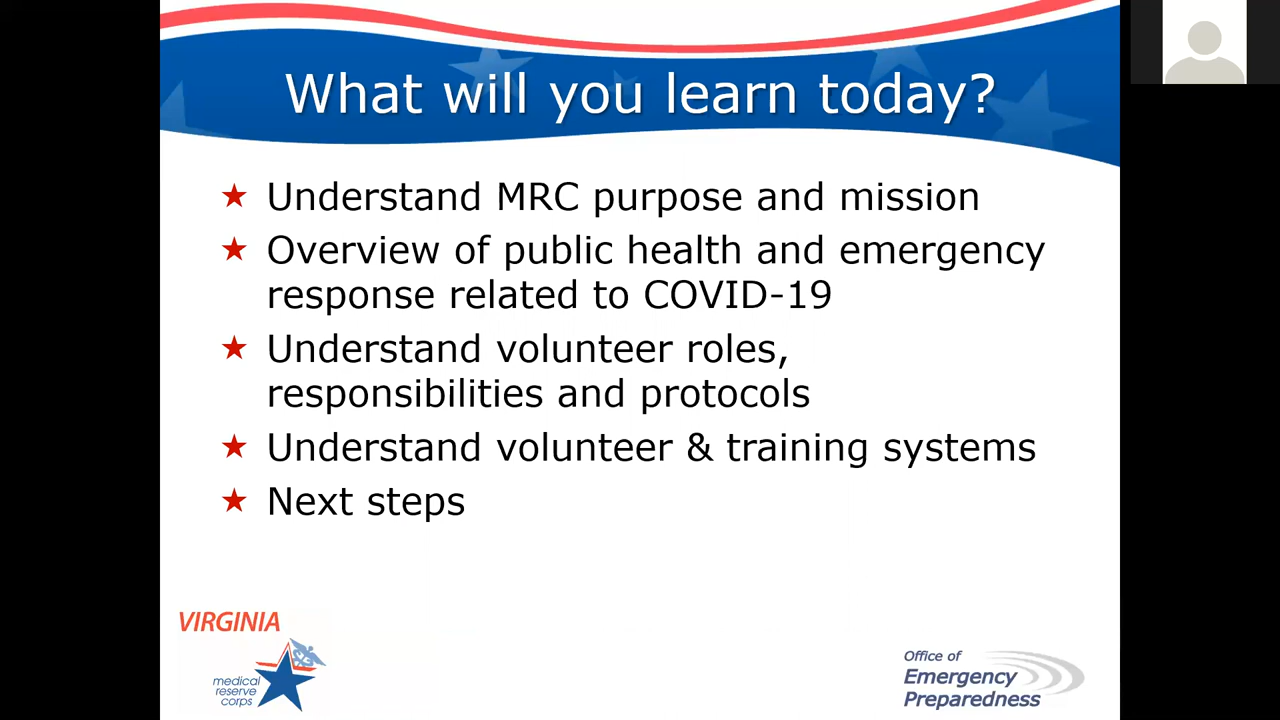 What will you learn today?
Understand MRC purpose and mission
Overview of public health and emergency
response related to COVID-19
Understand volunteer roles,
responsibilities and protocols
Understand volunteer & training systems
Next steps
VIRGINIA
medical
reserve
corps
Office of
Emergency
Preparedness